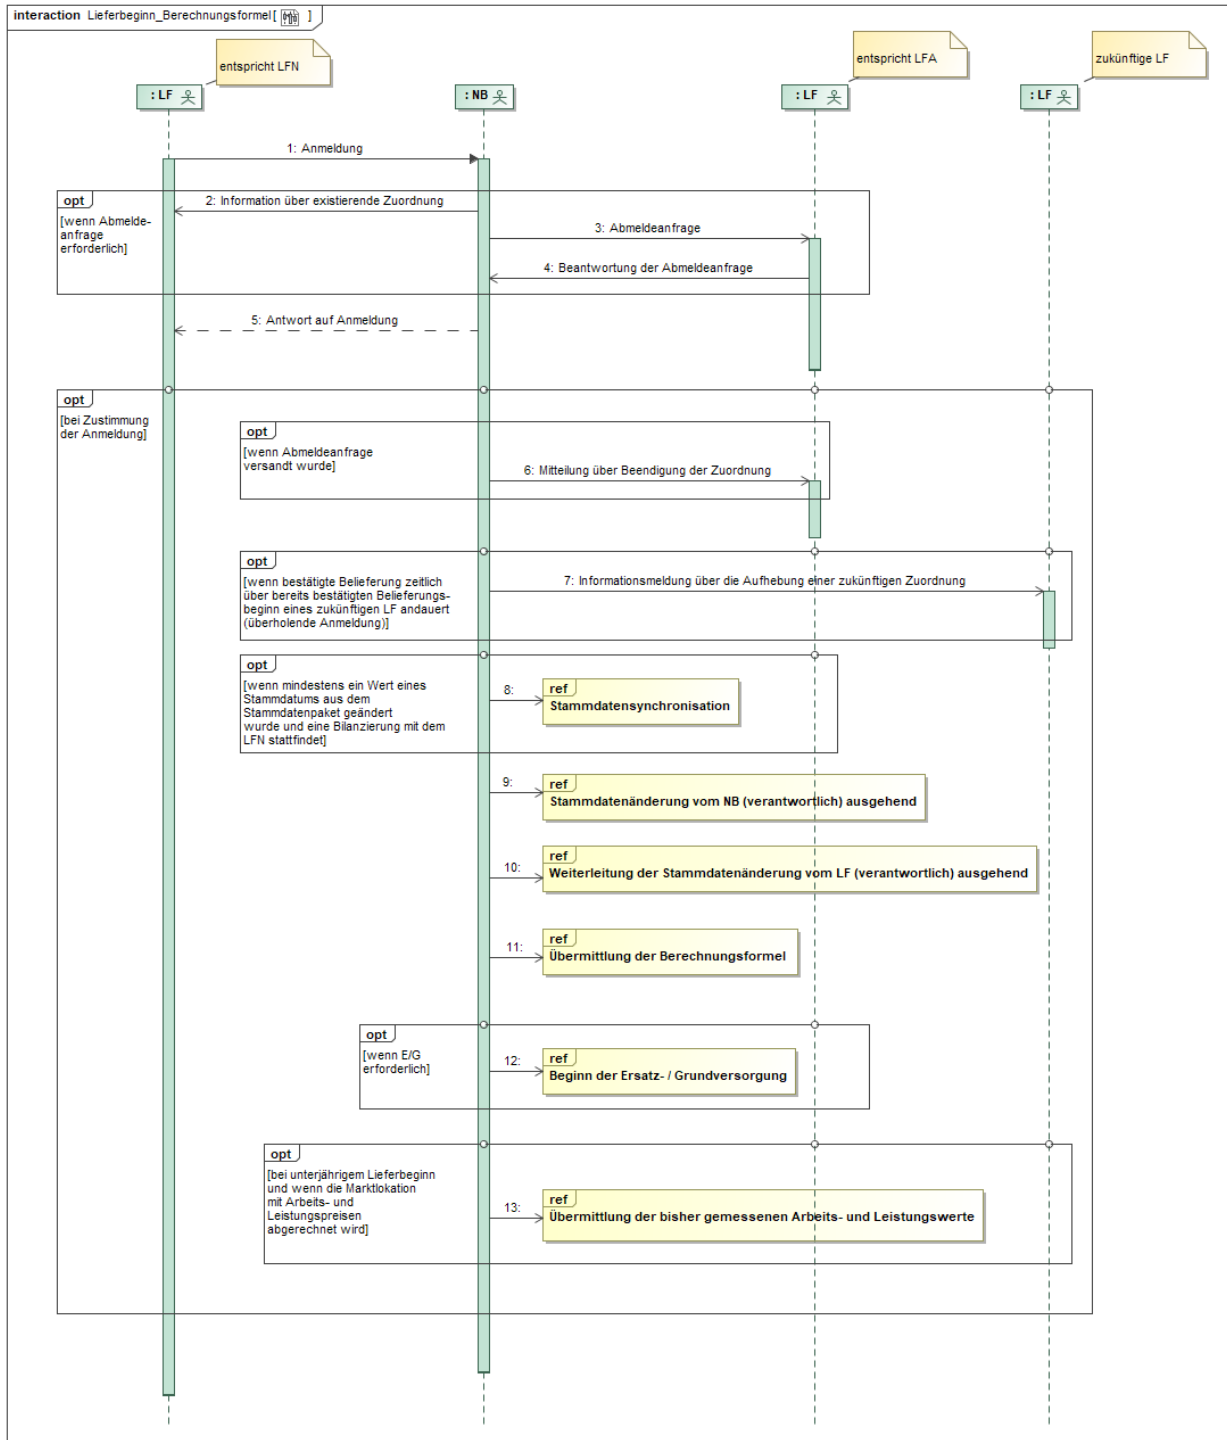 interaction Lieferbeginn_Berechnungsformel[ ]
entspricht LFN
entspricht LFA
zukünftige LF
: LF
: NB
: LF
: LF
1: Anmeldung
opt
[wenn Abmelde-
anfrage
erforderlich]
2: Information über existierende Zuordnung
3: Abmeldeanfrage
4: Beantwortung der Abmeldeanfrage
5: Antwort auf Anmeldung
opt
[bei Zustimmung
der Anmeldung]
opt
[wenn Abmeldeanfrage
versandt wurde]
6: Mitteilung über Beendigung der Zuordnung
opt
[wenn bestätigte Belieferung zeitlich
über bereits bestätigten Belieferungs-
beginn eines zukünftigen LF andauert
(überholende Anmeldung)]
7: Informationsmeldung über die Aufhebung einer zukünftigen Zuordnung
opt
[wenn mindestens ein Wert eines
Stammdatums aus dem
Stammdatenpaket geändert
wurde und eine Bilanzierung mit dem
LFN stattfindet]
8:
ref
Stammdatensynchronisation
9:
ref
Stammdatenänderung vom NB (verantwortlich) ausgehend
10:
ref
Weiterleitung der Stammdatenänderung vom LF (verantwortlich) ausgehend
11:
ref
Übermittlung der Berechnungsformel
opt
[wenn E/G
erforderlich]
12:
ref
Beginn der Ersatz- / Grundversorgung
opt
[bei unterjährigem Lieferbeginn
und wenn die Marktlokation
mit Arbeits- und
Leistungspreisen
abgerechnet wird]
13:
ref
Übermittlung der bisher gemessenen Arbeits- und Leistungswerte